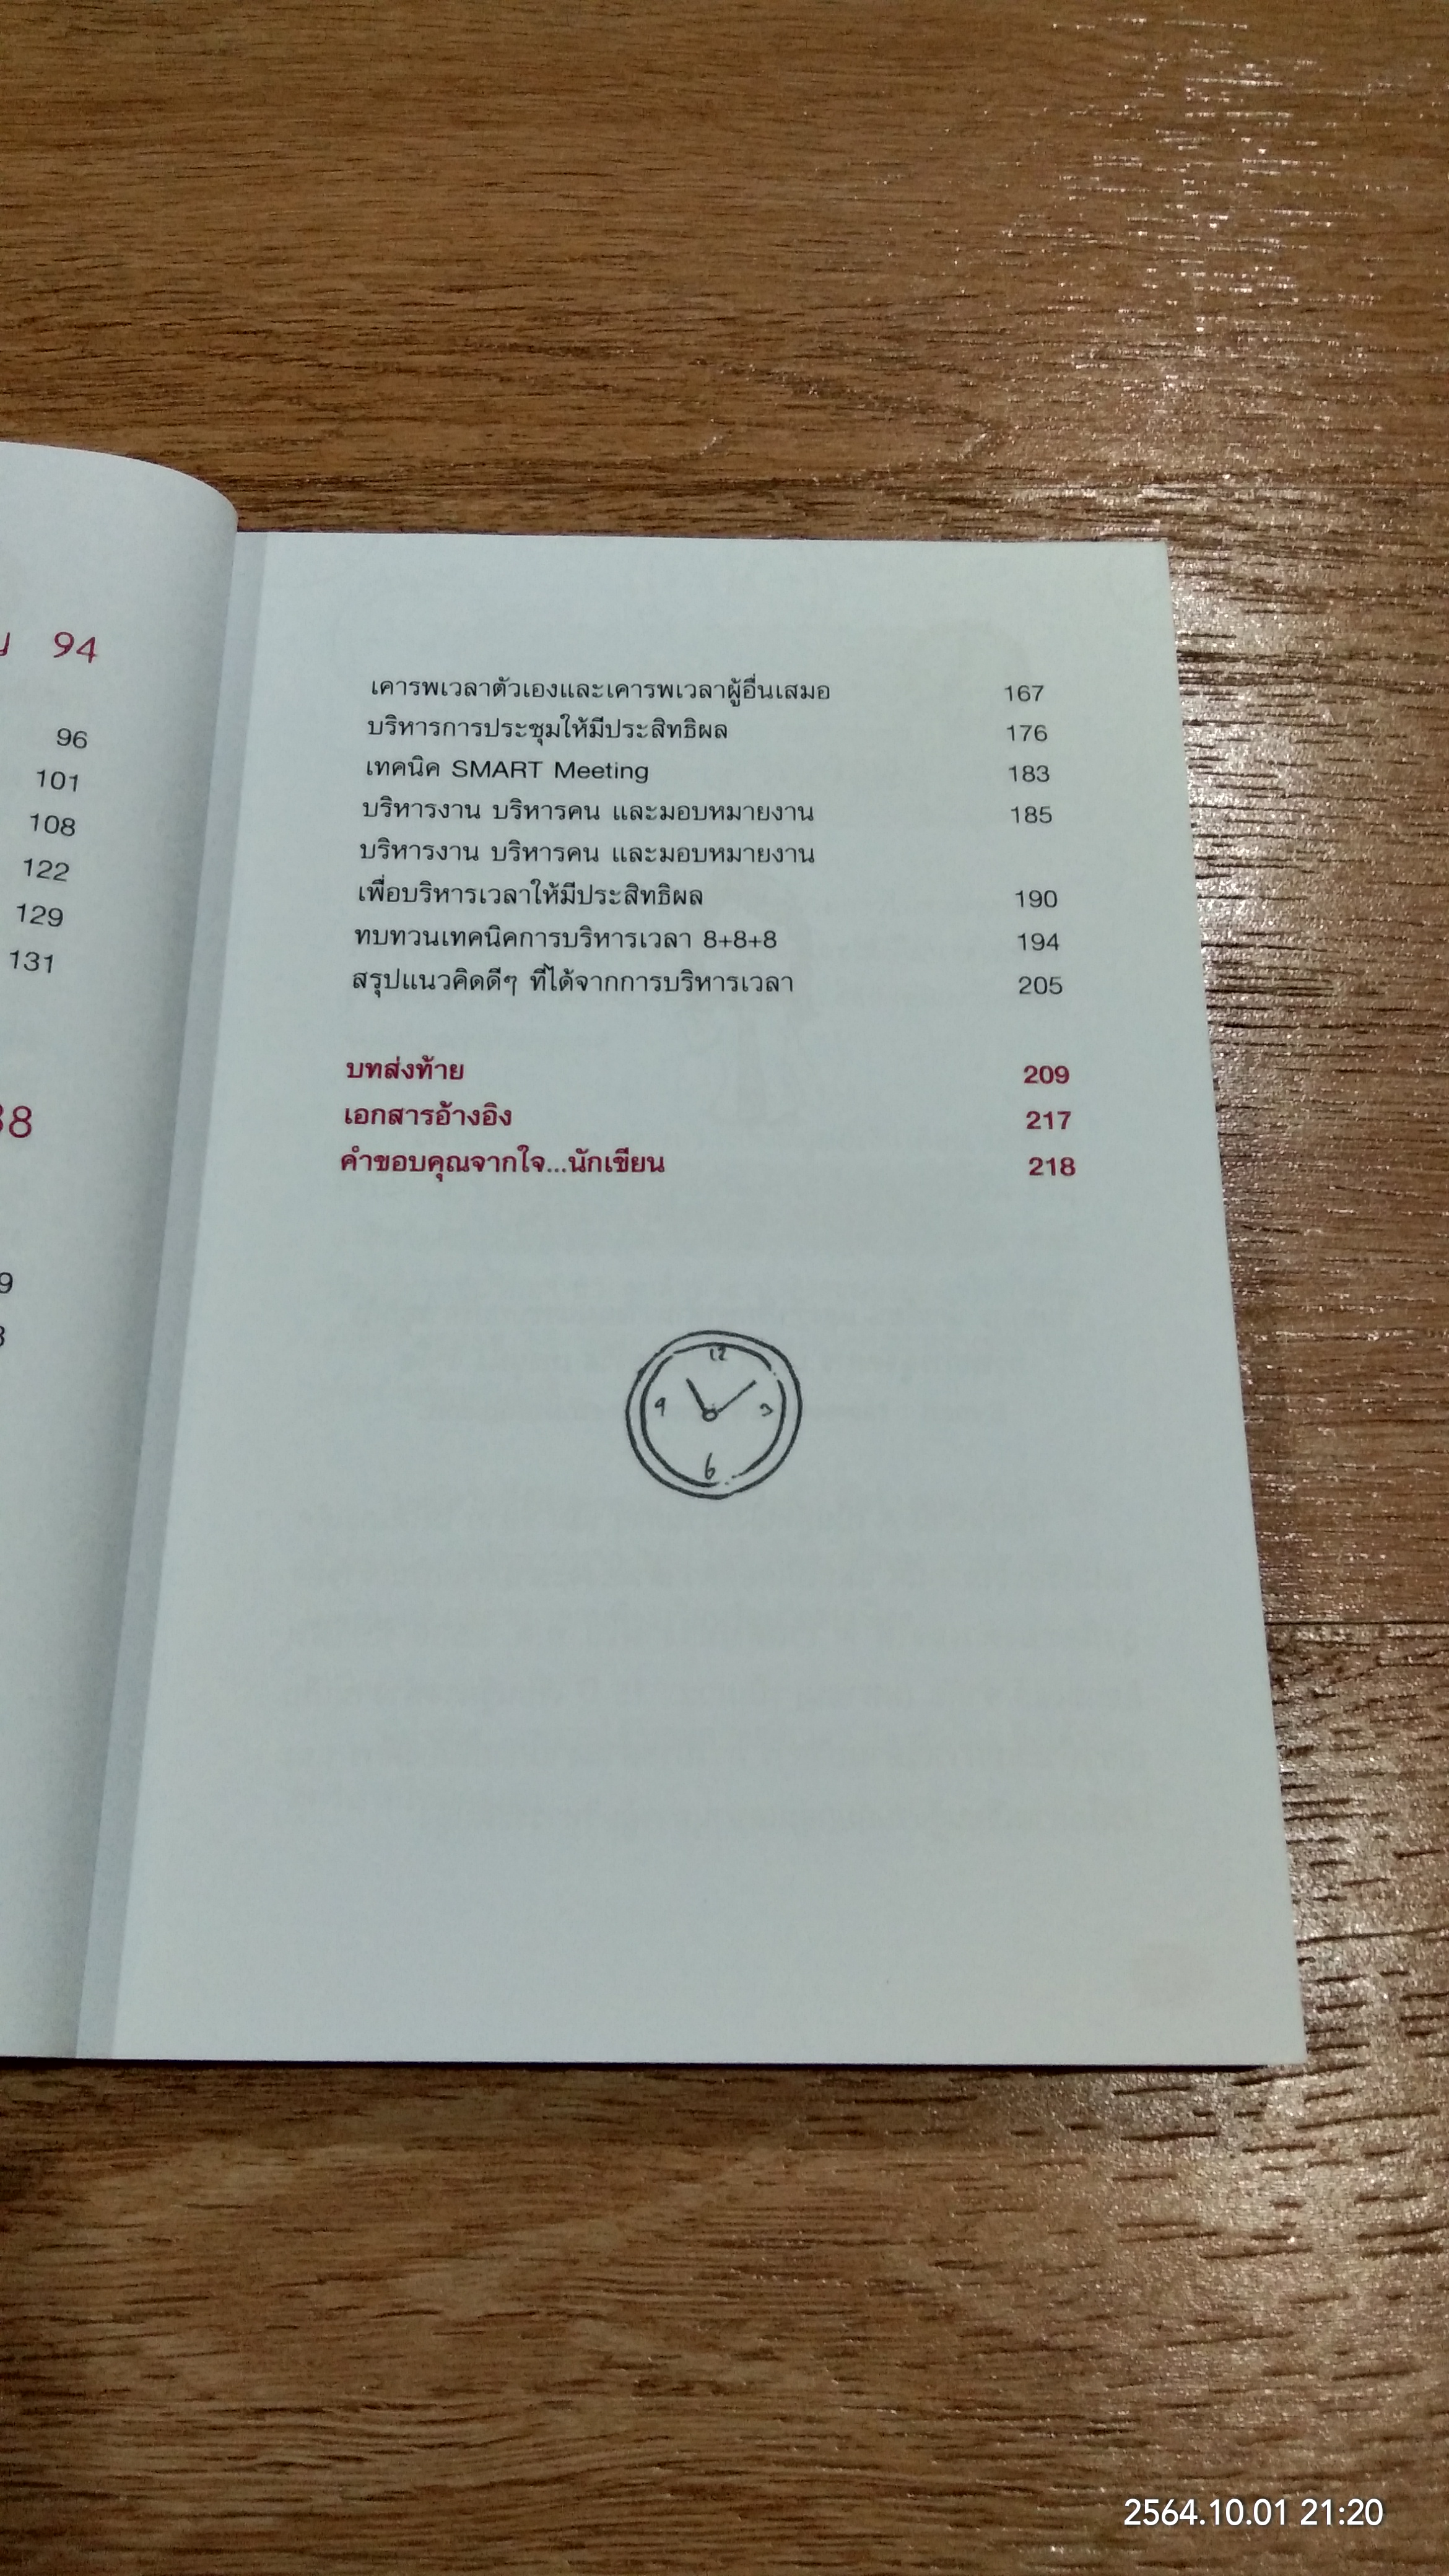 94
96
101
108
122
129
131
เคารพเวลาตัวเองและเคารพเวลาผู้อื่นเสมอ 167
บริหารการประชุมให้มีประสิทธิผล 176
เทคนิค SMART Meeting 183
บริหารงาน บริหารคน และมอบหมายงาน 185
บริหารงาน บริหารคน และมอบหมายงาน
เพื่อบริหารเวลาให้มีประสิทธิผล 190
ทบทวนเทคนิคการบริหารเวลา 8+8+8 194
สรุปแนวคิดดีๆ ที่ได้จากการบริหารเวลา 205
บทส่งท้าย 209
เอกสารอ้างอิง 217
คำขอบคุณจากใจ...นักเขียน 218
12
9 3
6
2564.10.01 21:20